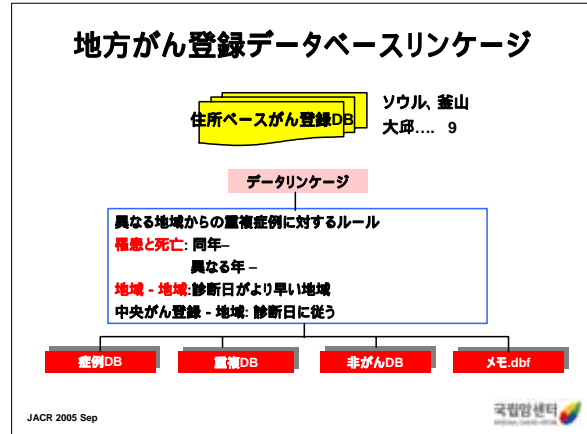 地方がん登録データベースリンケージ
住所ベースがん登録DB
ソウル、釜山
大邱.... 9
データリンケージ
異なる地域からの重複症例に対するルール
罹患と死亡: 同年–
異なる年 –
地域 - 地域:診断日がより早い地域
中央がん登録 - 地域: 診断日に従う
症例DB
重複DB
非がんDB
メモ.dbf
JACR 2005 Sep
국립암센터
NATIONAL CANCER CENTER